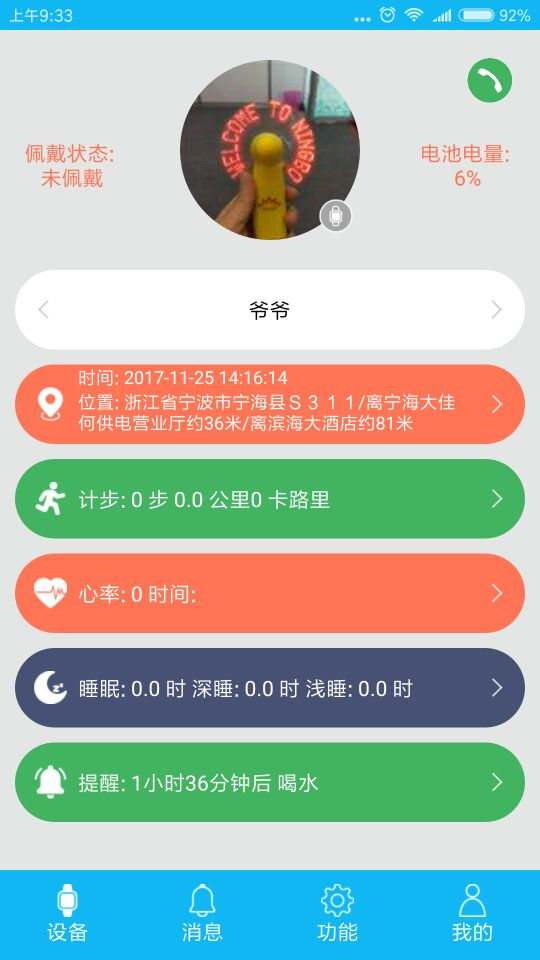 上午9:33
92%
WELCOME TO NINGBO
佩戴状态:
未佩戴
电池电量:
6%
爷爷
时间: 2017-11-25 14:16:14
位置: 浙江省宁波市宁海县Ｓ３１１/离宁海大佳
何供电营业厅约36米/离滨海大酒店约81米
计步: 0 步 0.0 公里0 卡路里
心率: 0 时间:
睡眠: 0.0 时 深睡: 0.0 时 浅睡: 0.0 时
提醒: 1小时36分钟后 喝水
设备
消息
功能
我的